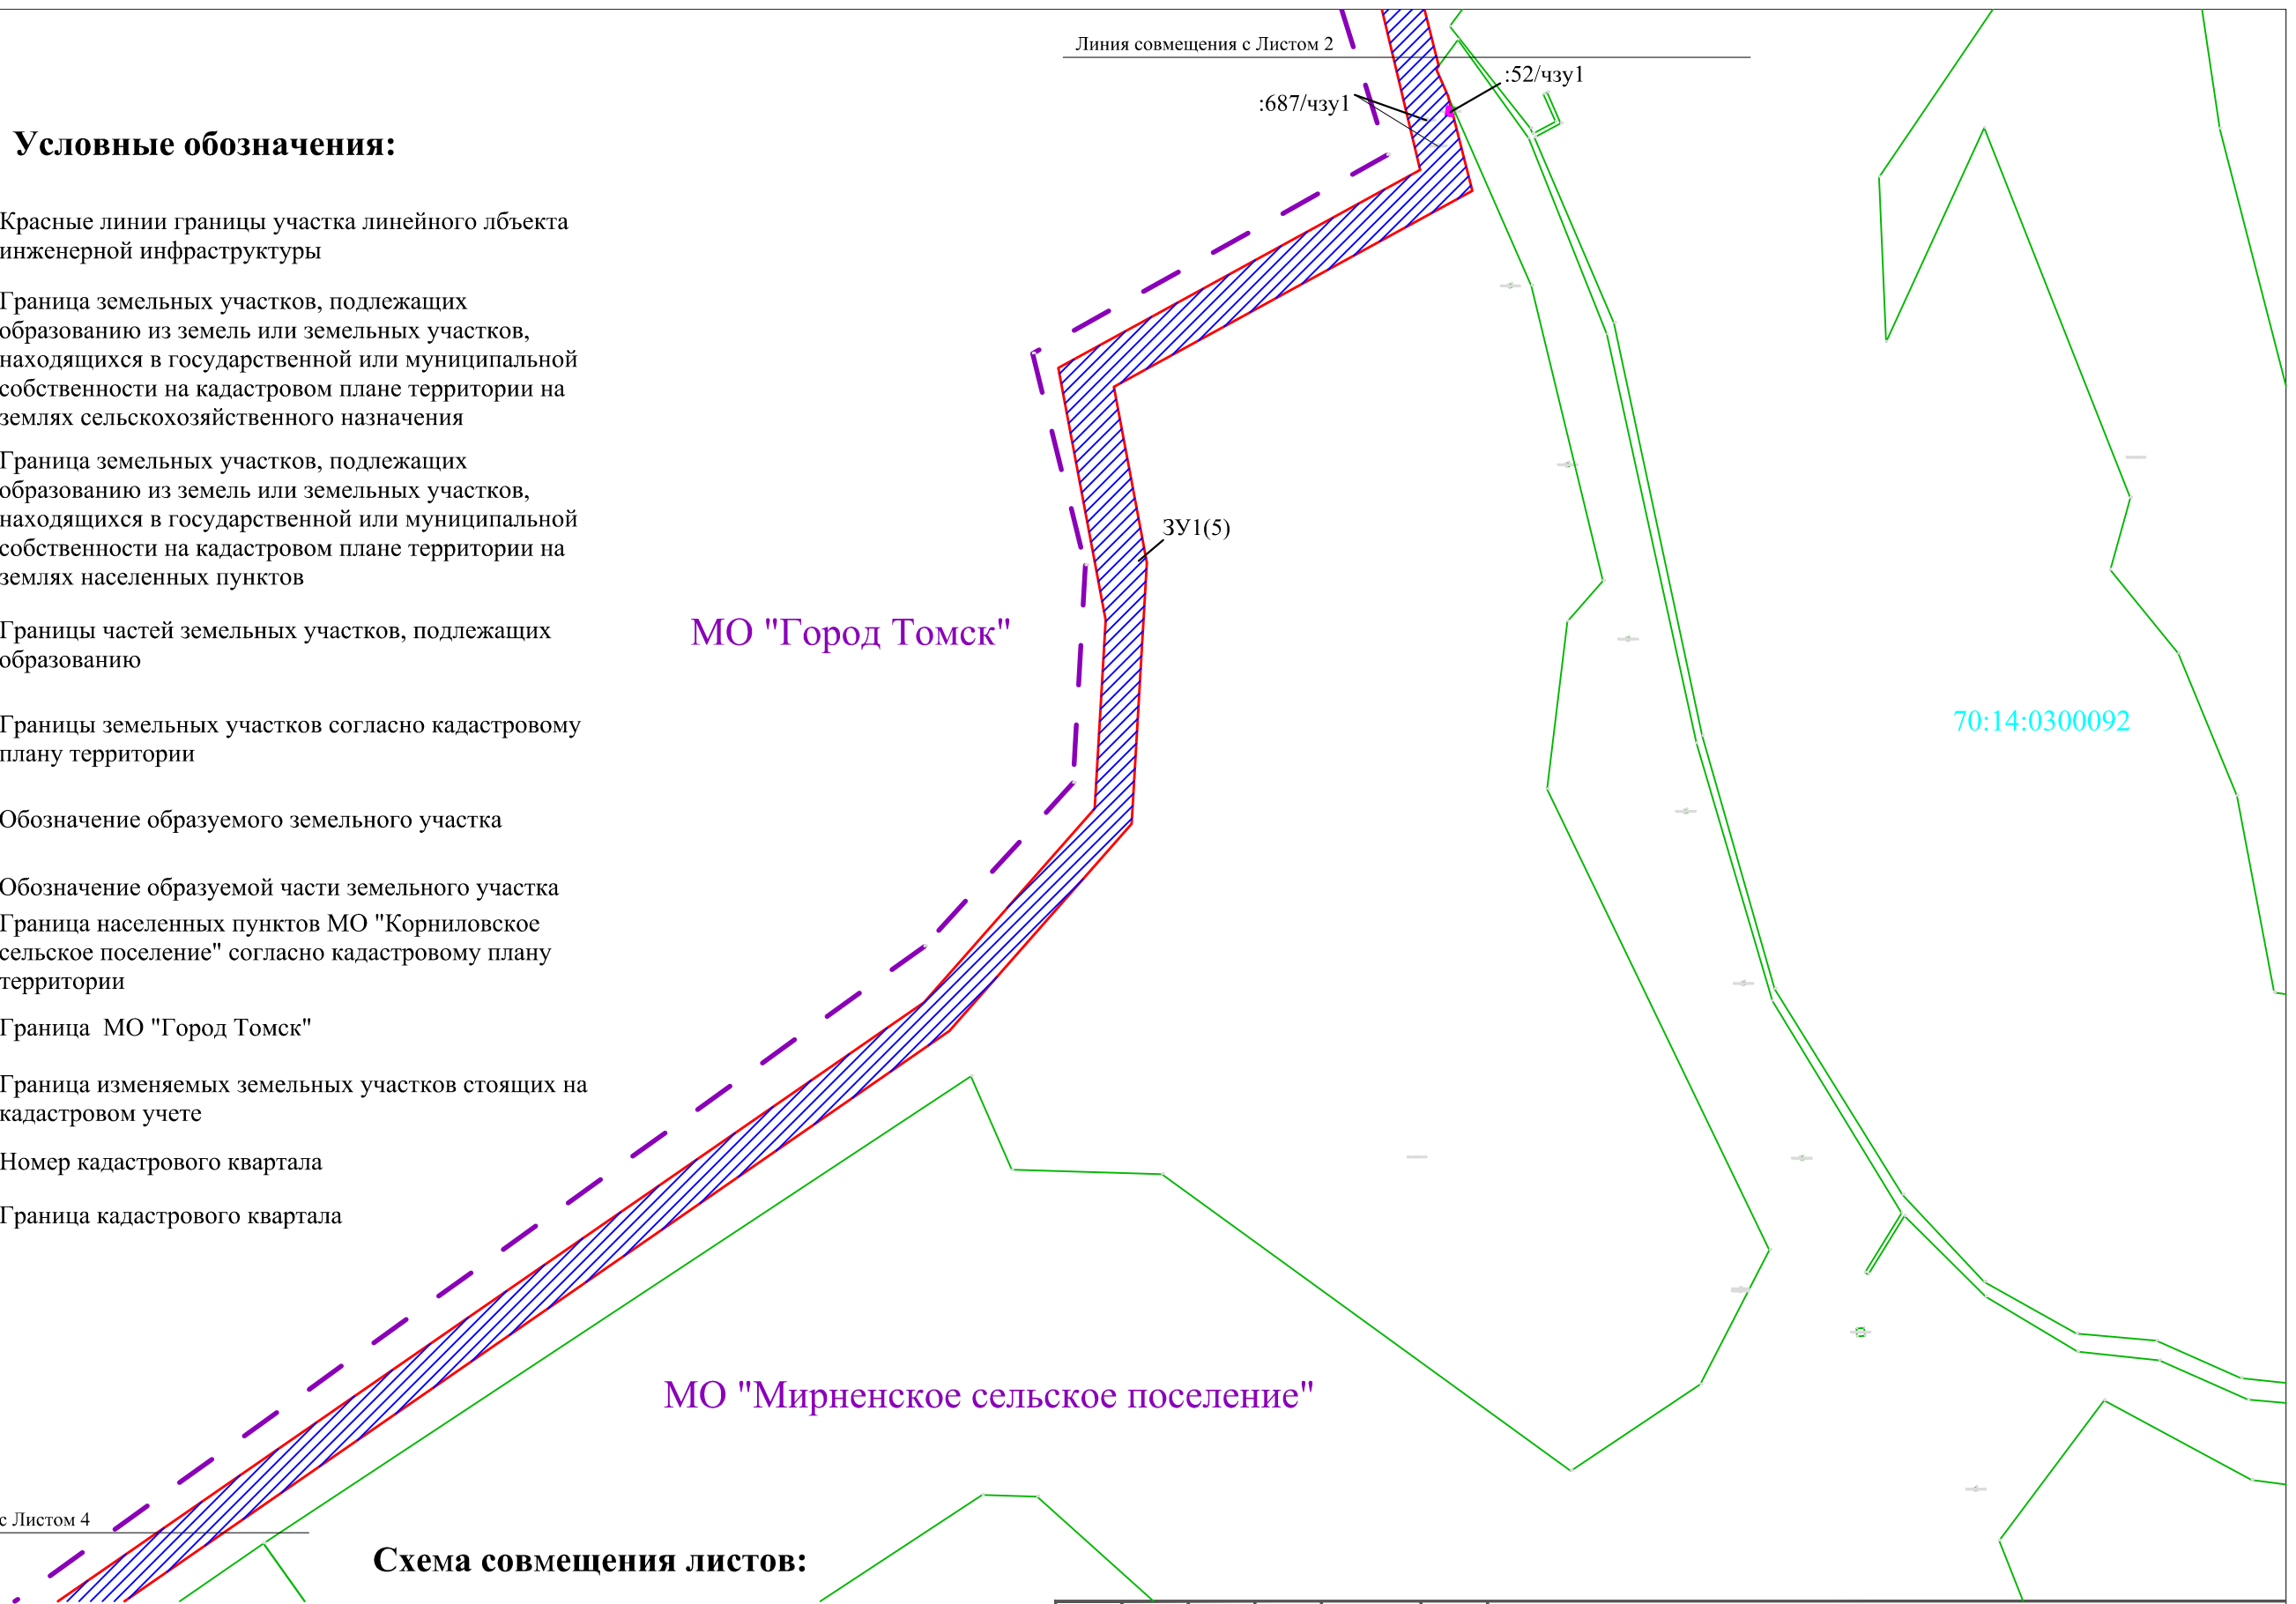 Линия совмещения с Листом 2
:52/чзу1
:687/чзу1
Условные обозначения:
Красные линии границы участка линейного лбъекта
инженерной инфраструктуры
Граница земельных участков, подлежащих
образованию из земель или земельных участков,
находящихся в государственной или муниципальной
собственности на кадастровом плане территории на
землях сельскохозяйственного назначения
Граница земельных участков, подлежащих
образованию из земель или земельных участков,
находящихся в государственной или муниципальной
собственности на кадастровом плане территории на
землях населенных пунктов
Границы частей земельных участков, подлежащих
образованию
Границы земельных участков согласно кадастровому
плану территории
Обозначение образуемого земельного участка
Обозначение образуемой части земельного участка
Граница населенных пунктов МО "Корниловское
сельское поселение" согласно кадастровому плану
территории
Граница МО "Город Томск"
Граница изменяемых земельных участков стоящих на
кадастровом учете
Номер кадастрового квартала
Граница кадастрового квартала
ЗУ1(5)
МО "Город Томск"
70:14:0300092
МО "Мирненское сельское поселение"
с Листом 4
Схема совмещения листов: